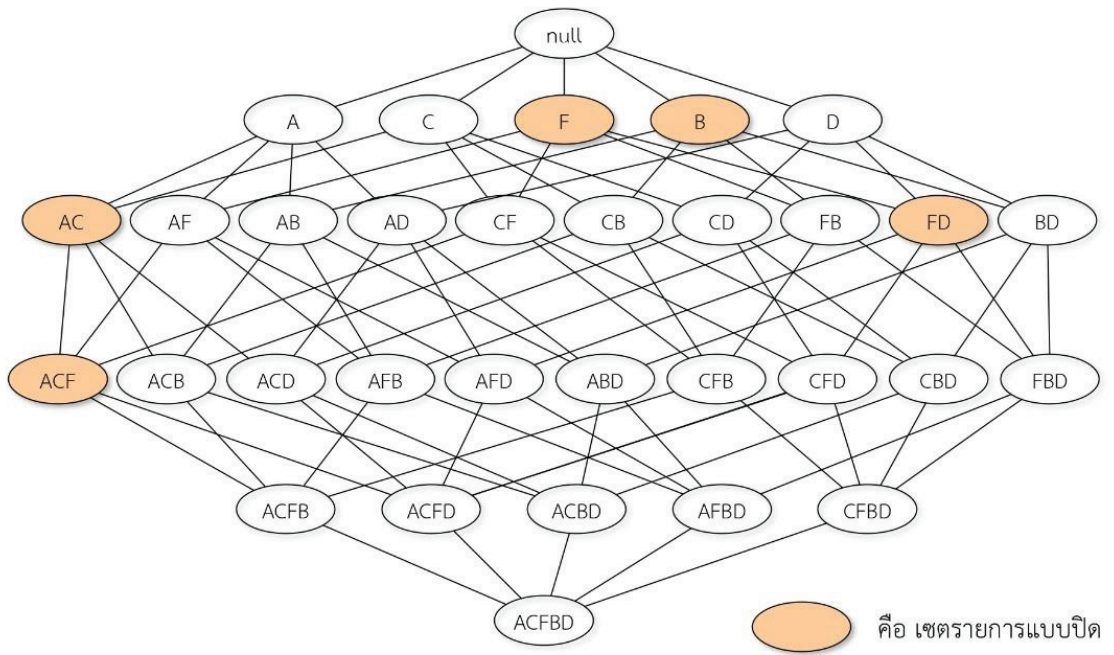 null
A C F B D
AC AF AB AD CF CB CD FB FD BD
ACF ACB ACD AFB AFD ABD CFB CFD CBD FBD
ACFB ACFD ACBD AFBD CFBD
ACFBD
คือ เซตรายการแบบปิด